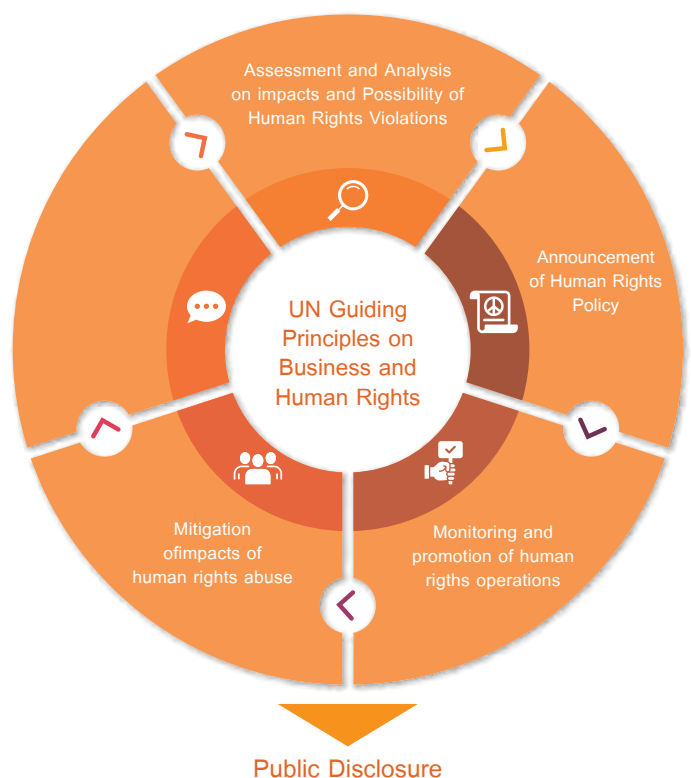 Assessment and Analysis
on impacts and Possibility of
Human Rights Violations
Announcement
of Human Rights
Policy
UN Guiding
Principles on
Business and
Human Rights
Monitoring and
promotion of human
rigths operations
Mitigation
ofimpacts of
human rights abuse
Public Disclosure